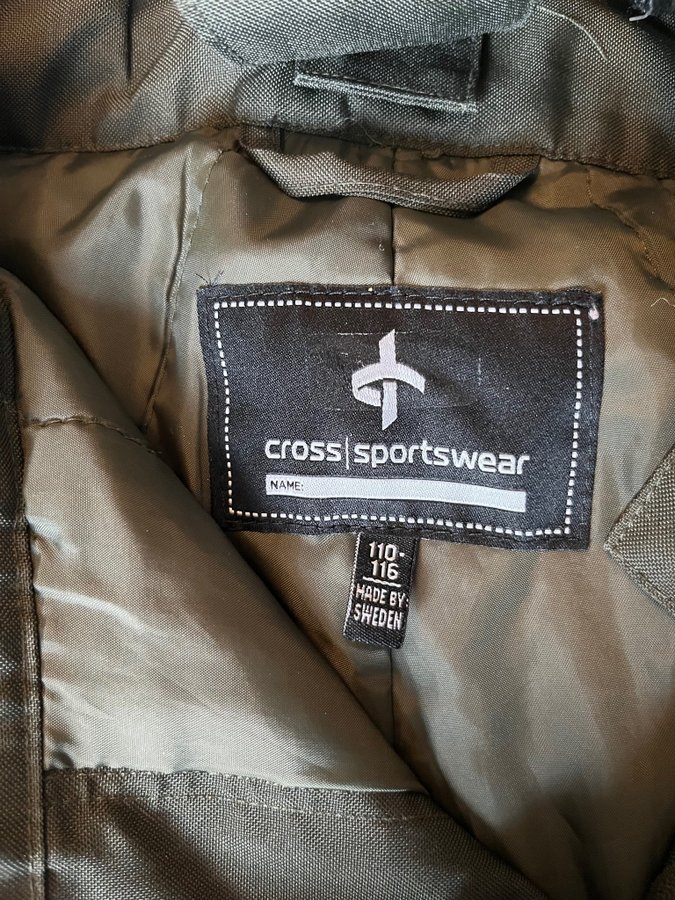 cross|sportswear
NAME:
110-
116
MADE BY
SWEDEN